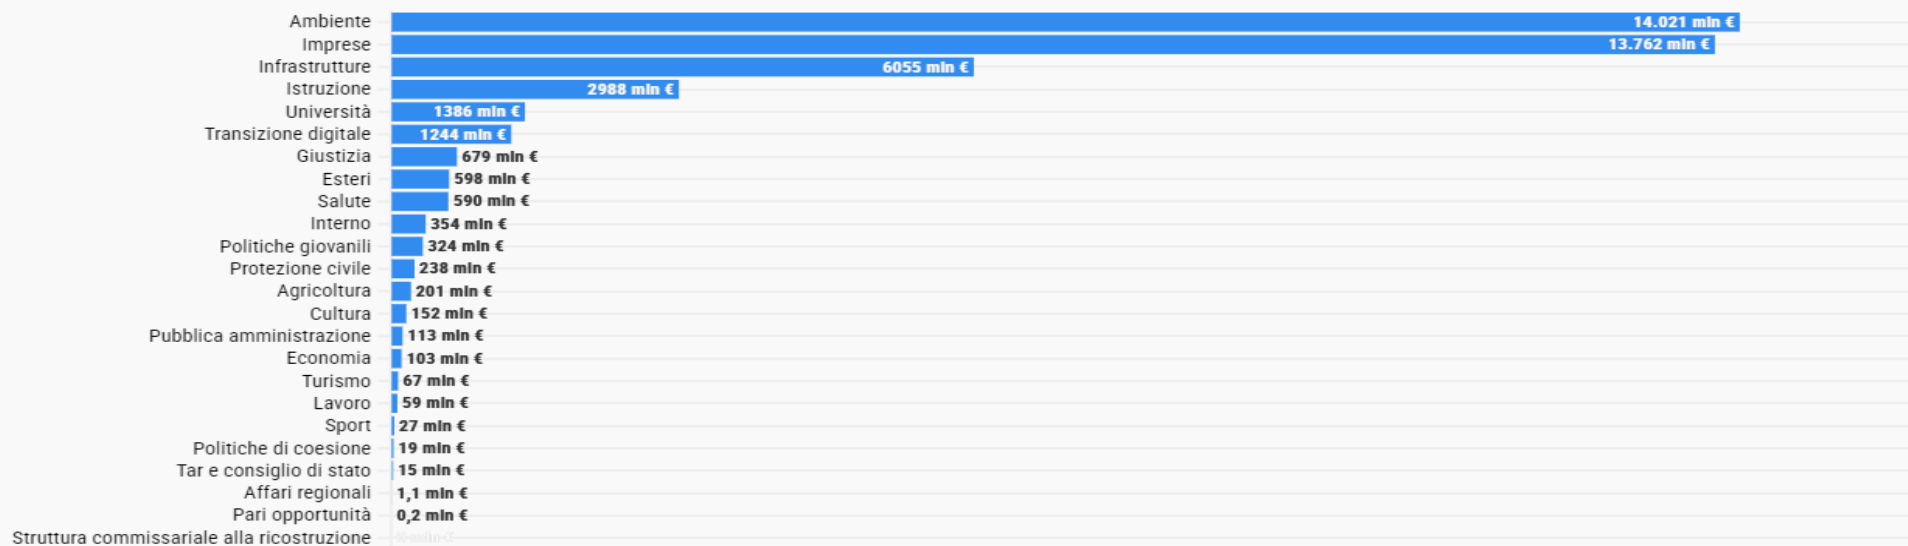 Ambiente 14.021 mln €
Imprese 13.762 mln €
Infrastrutture 6055 mln €
Istruzione 2988 mln €
Università 1386 mln €
Transizione digitale 1244 mln €
Giustizia 679 mln €
Esteri 598 mln €
Salute 590 mln €
Interno 354 mln €
Politiche giovanili 324 mln €
Protezione civile 238 mln €
Agricoltura 201 mln €
Cultura 152 mln €
Pubblica amministrazione 113 mln €
Economia 103 mln €
Turismo 67 mln €
Lavoro 59 mln €
Sport 27 mln €
Politiche di coesione 19 mln €
Tar e consiglio di stato 15 mln €
Affari regionali 1,1 mln €
Pari opportunità 0,2 mln €
Struttura commissariale alla ricostruzione